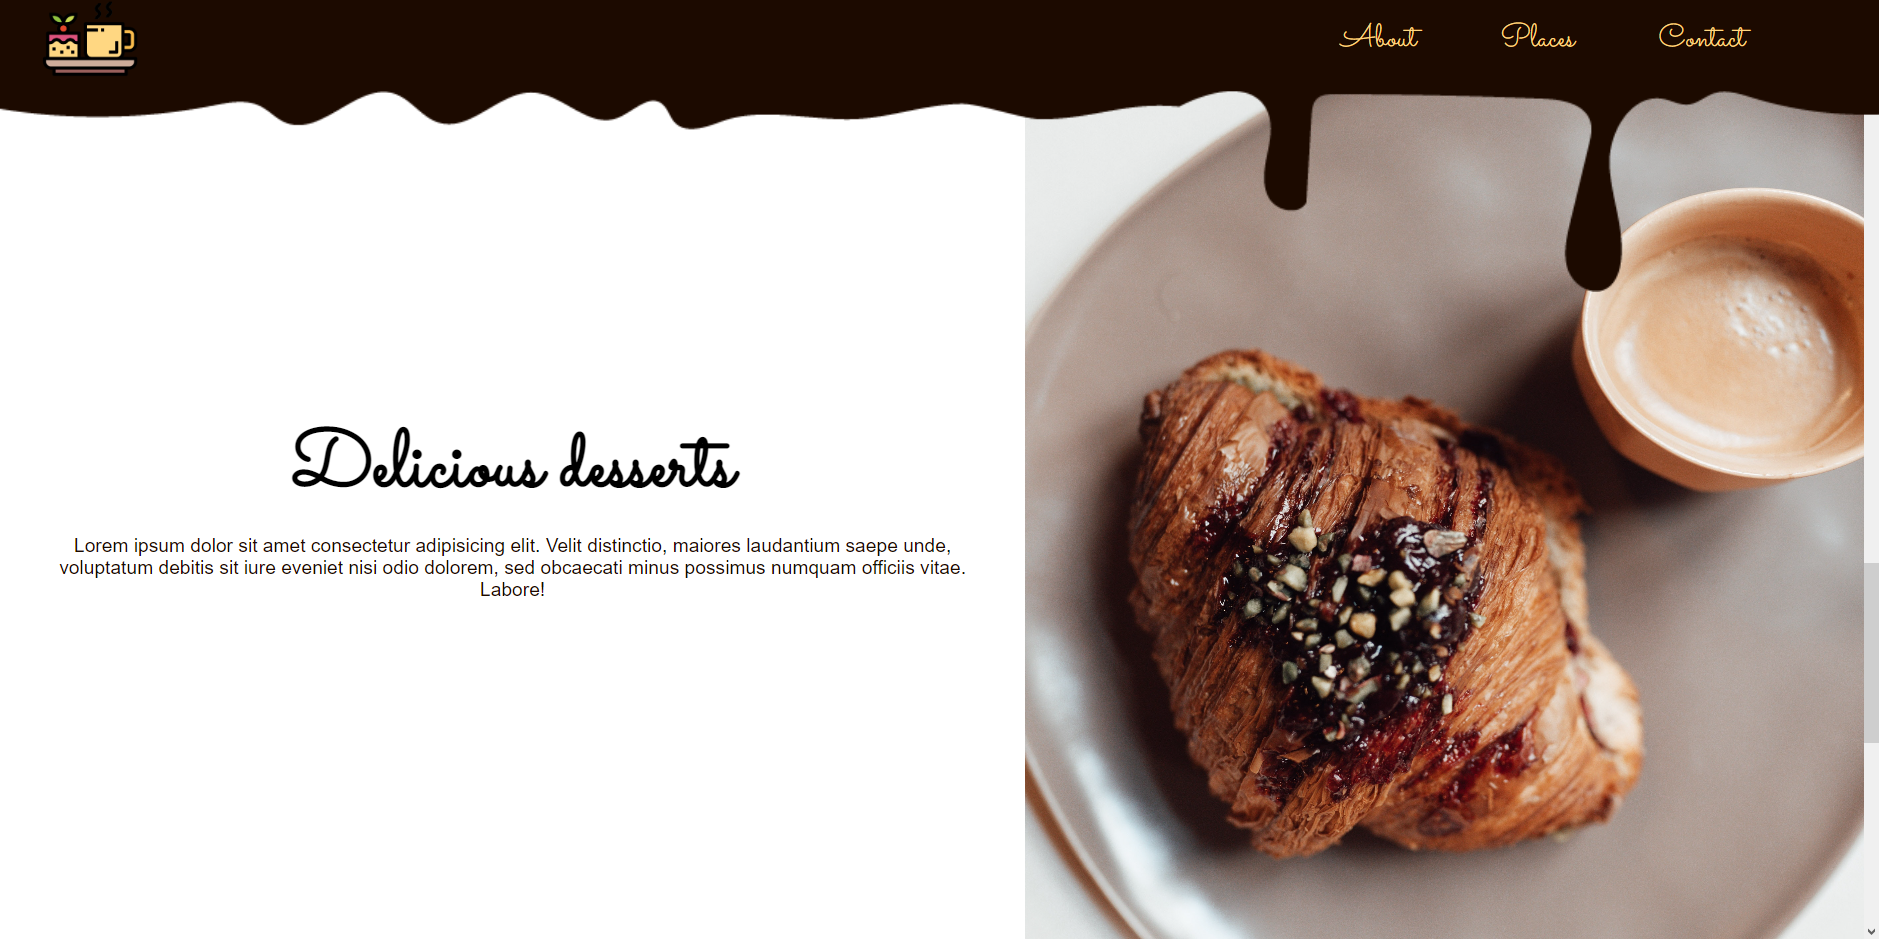 About Places Contact
Delicious desserts
Lorem ipsum dolor sit amet consectetur adipisicing elit. Velit distinctio, maiores laudantium saepe unde,
voluptatum debitis sit iure eveniet nisi odio dolorem, sed obcaecati minus possimus numquam officiis vitae.
Labore!